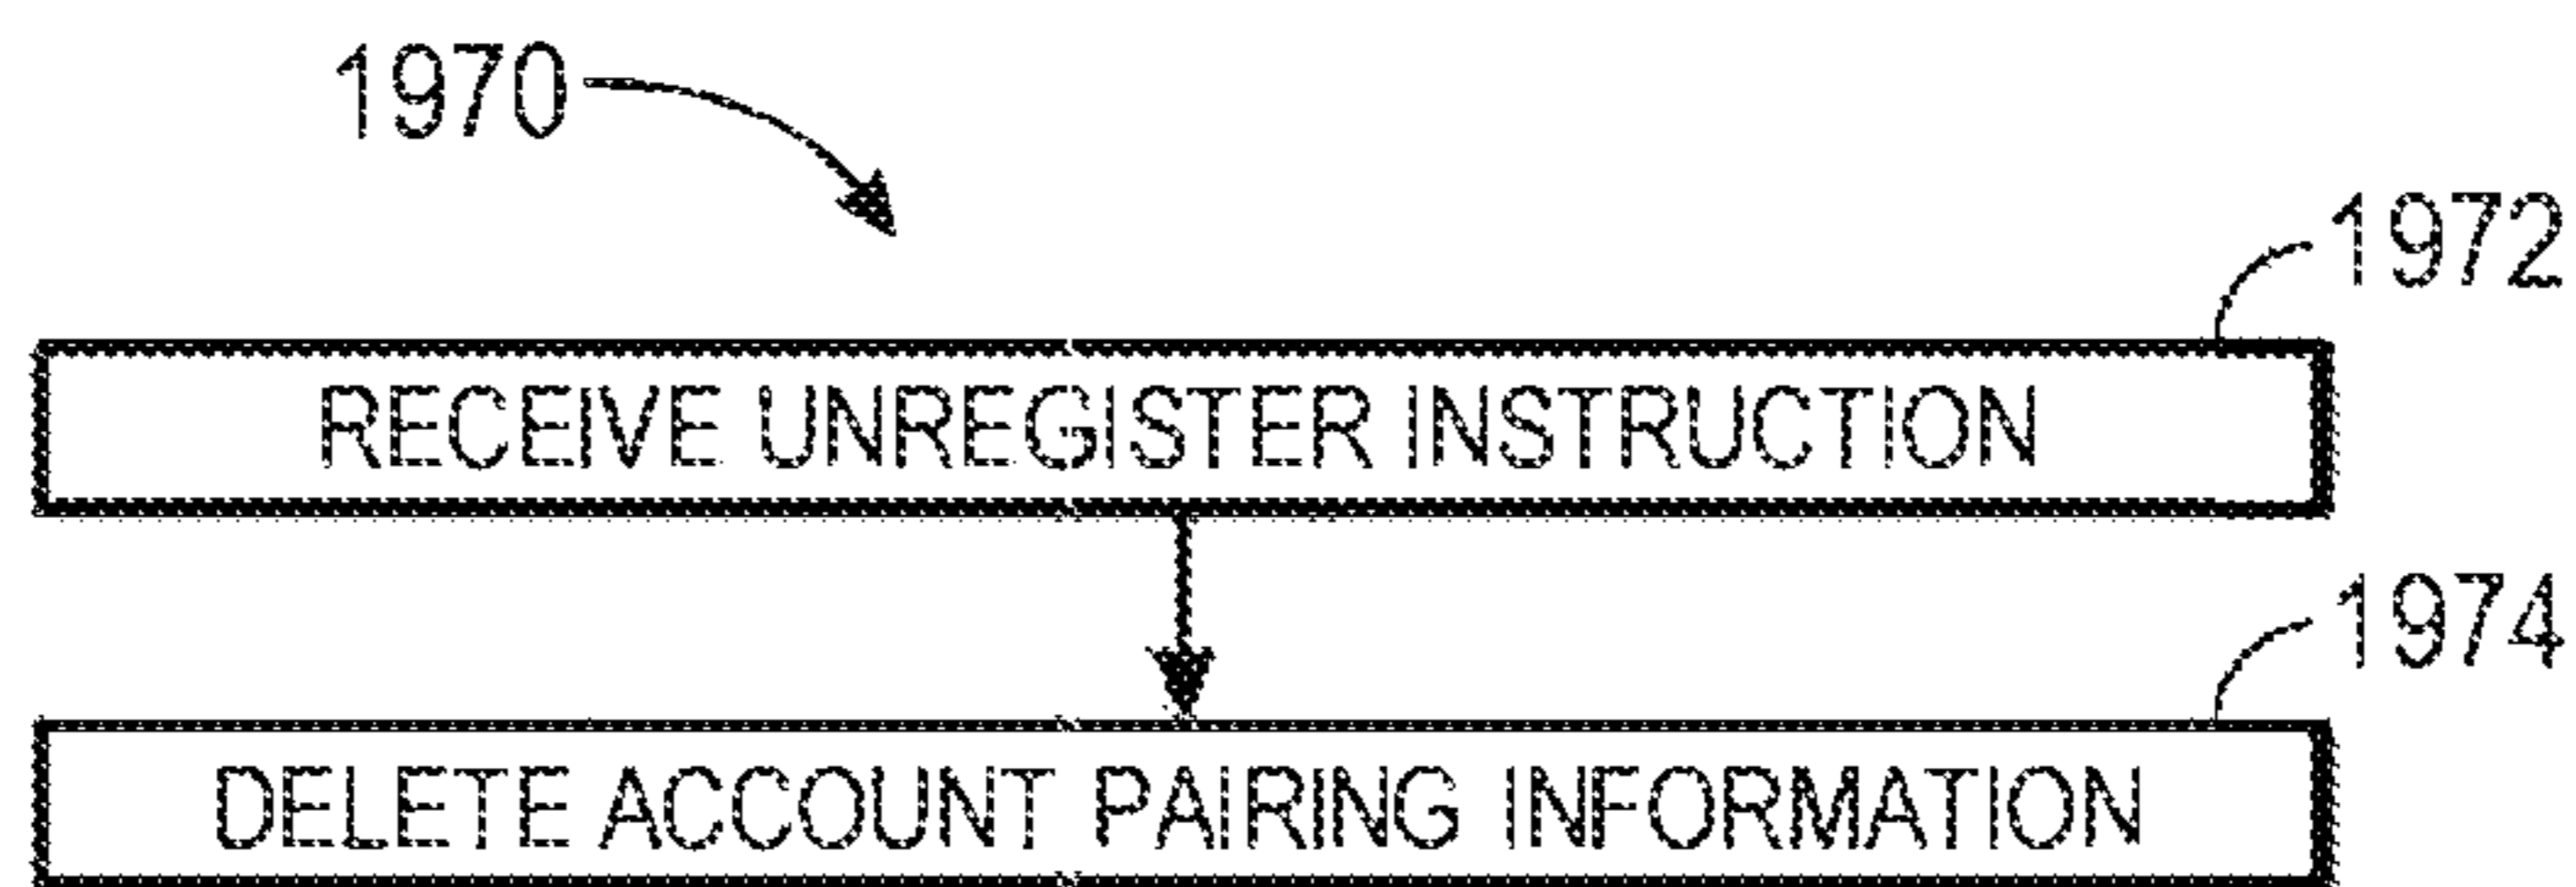 1970
1972
RECEIVE UNREGISTER INSTRUCTION
1974
DELETE ACCOUNT PAIRING INFORMATION